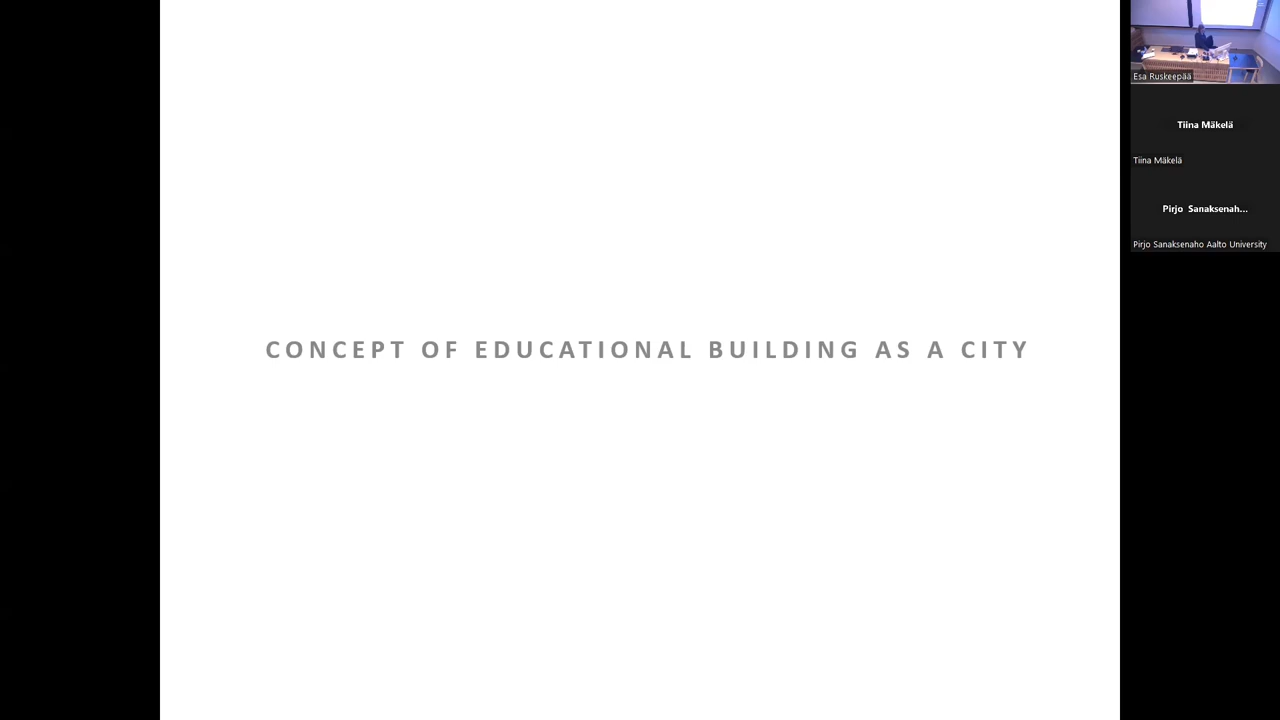 CONCEPT OF EDUCATIONAL BUILDING AS A CITY
Esa Ruskeepää
Tiina Mäkelä
Tiina Mäkelä
Pirjo Sanaksenah...
Pirjo Sanaksenaho Aalto University